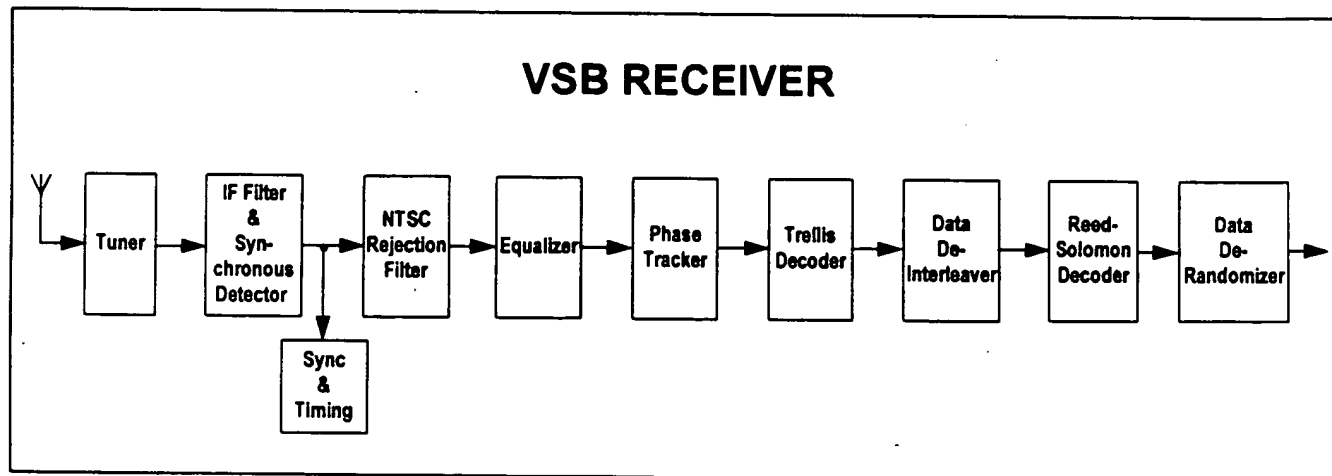 VSB RECEIVER
Tuner
IF Filter
&
Syn-
chronous
Detector
NTSC
Rejection
Filter
Equalizer
Phase
Tracker
Trellis
Decoder
Data
De-
Interleaver
Reed-
Solomon
Decoder
Data
De-
Randomizer
Sync
&
Timing